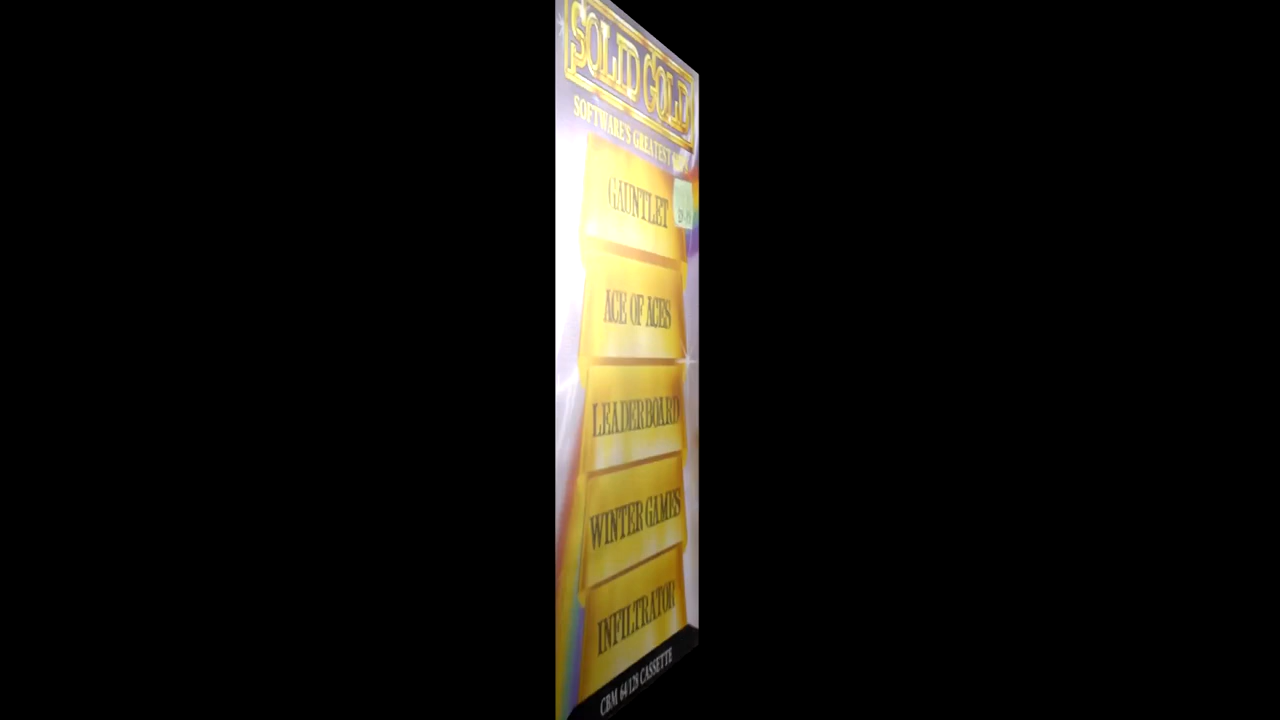 SOLID GOLD
SOFTWARE'S GREATEST
GAUNTLET
ACE OF ACES
LEADERBOARD
WINTER GAMES
INFILTRATOR
CBM 64/128 CASSETTE